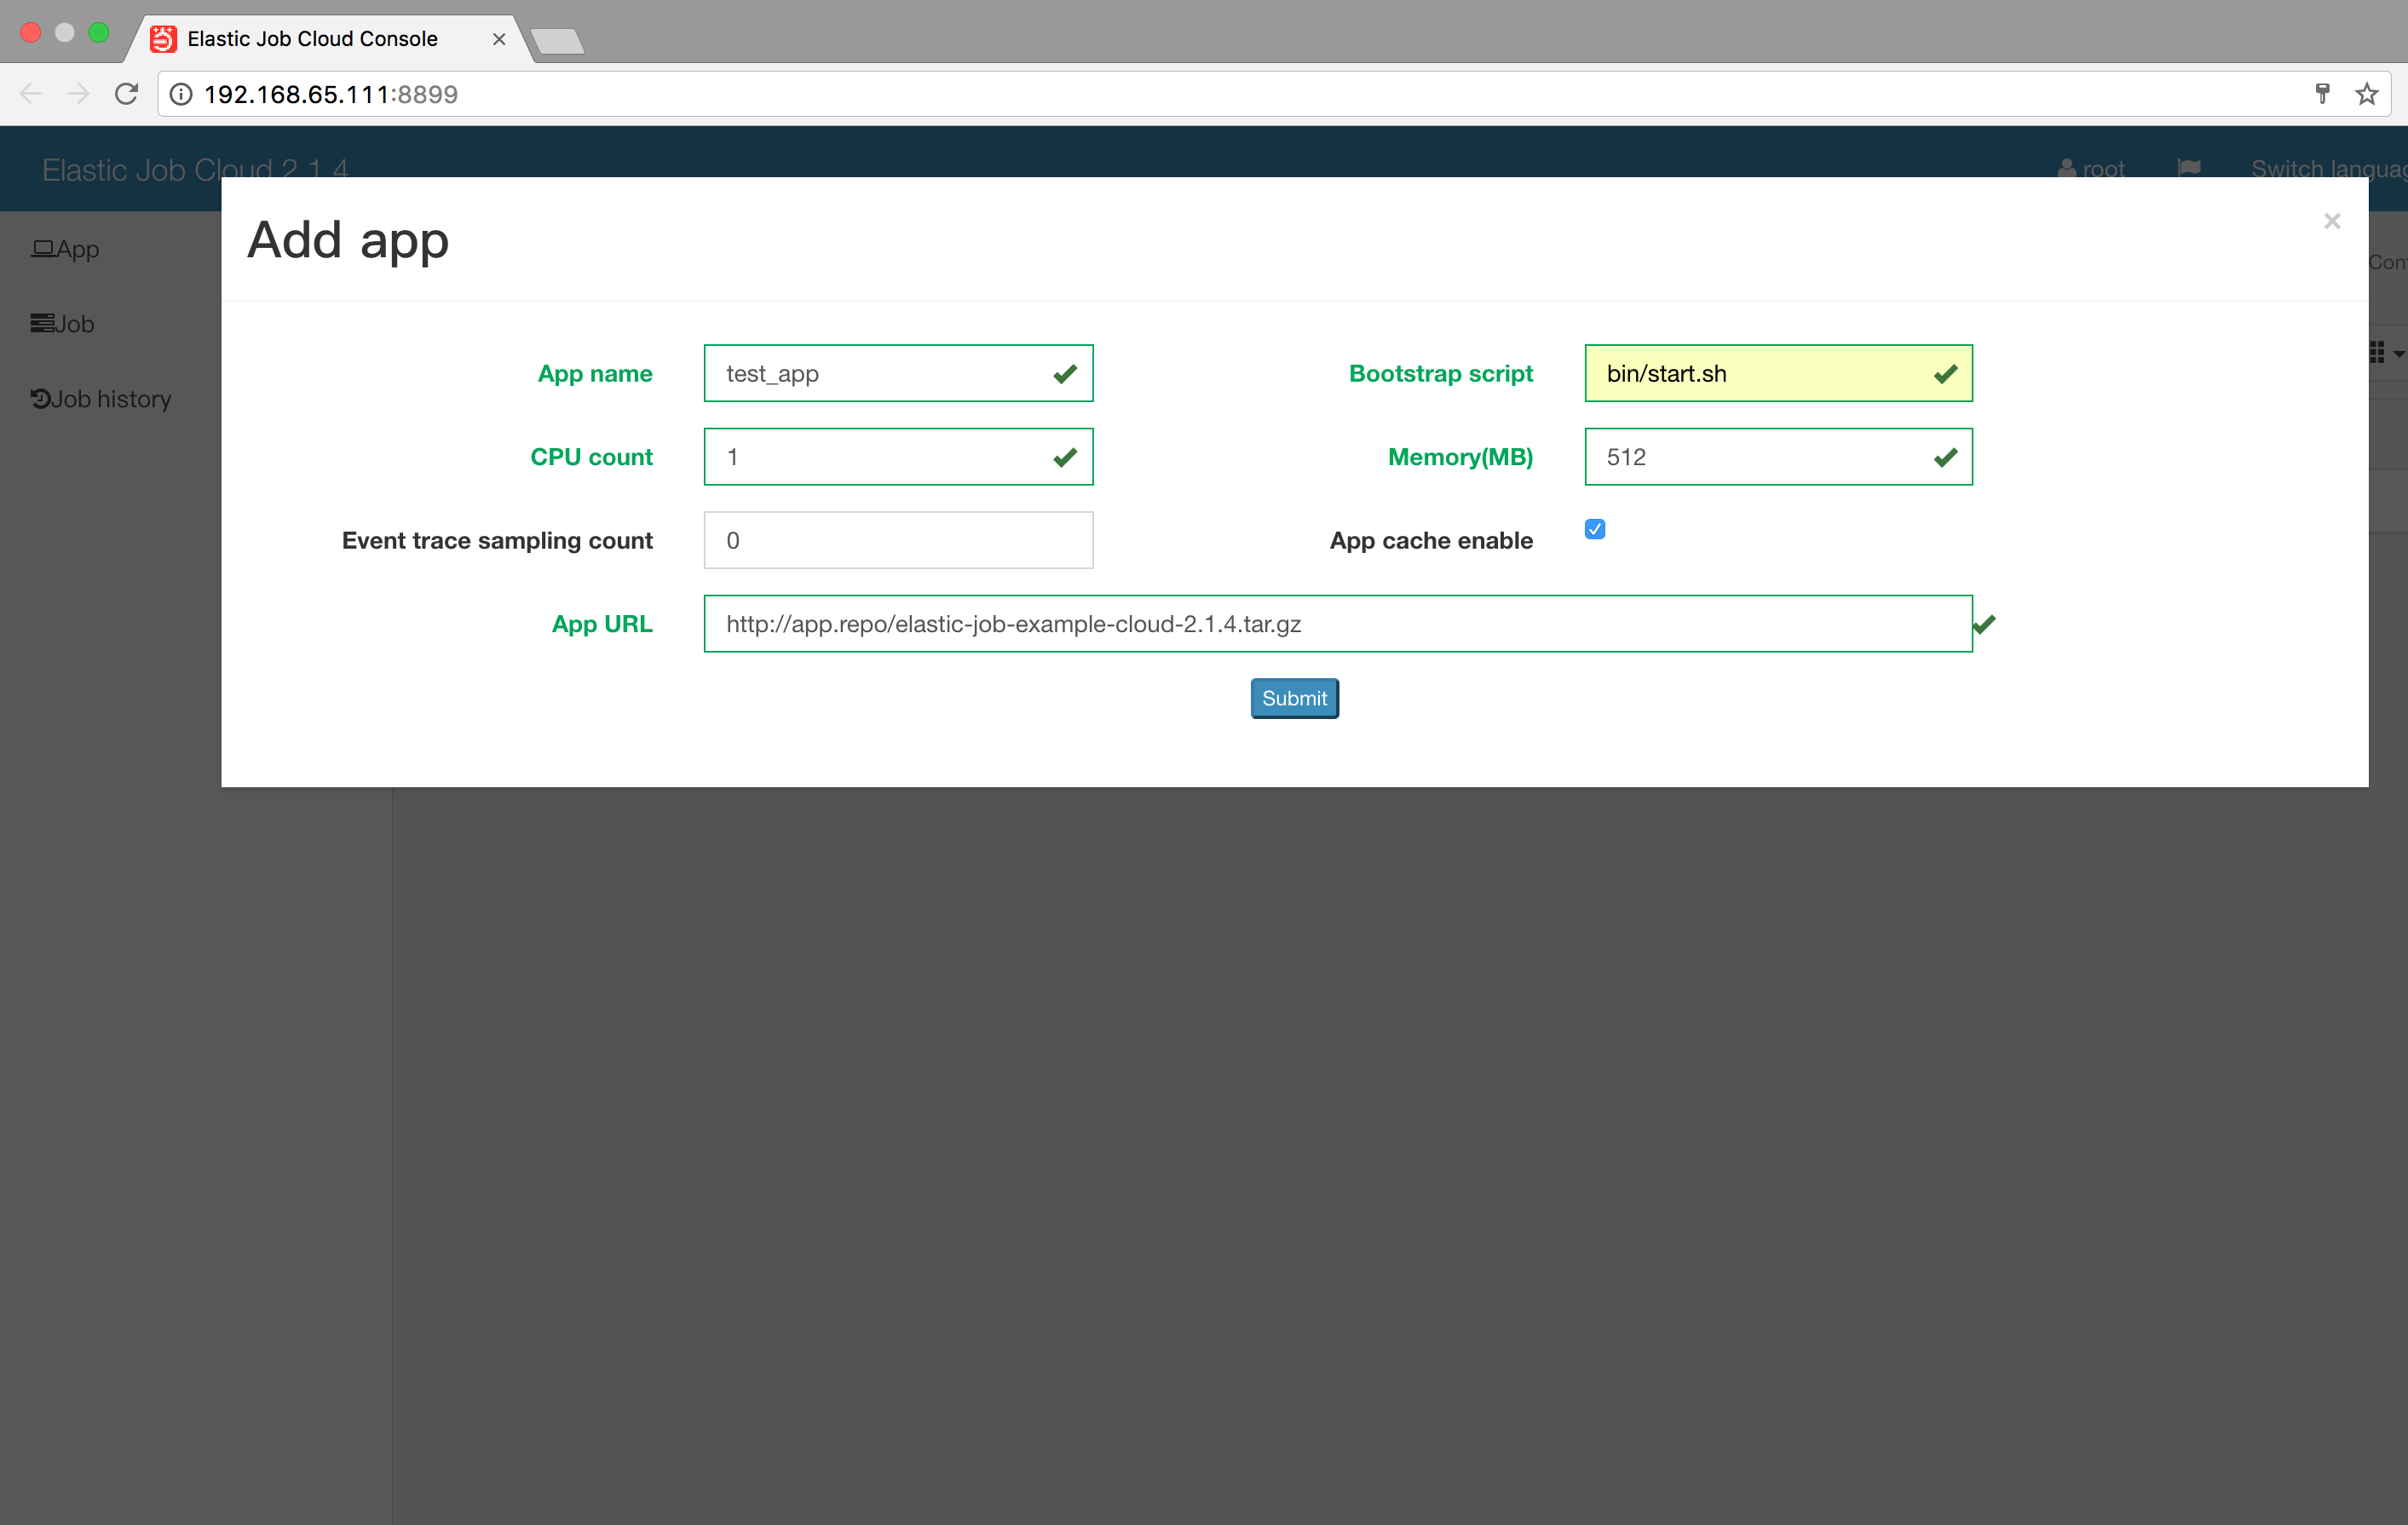 Elastic Job Cloud Console
192.168.65.111:8899
Elastic Job Cloud 2.1.4
root
Switch
Add app
App
Job
Job history
App name
test_app
Bootstrap script
bin/start.sh
CPU count
1
Memory(MB)
512
Event trace sampling count
0
App cache enable
App URL
http://app.repo/elastic-job-example-cloud-2.1.4.tar.gz
Submit